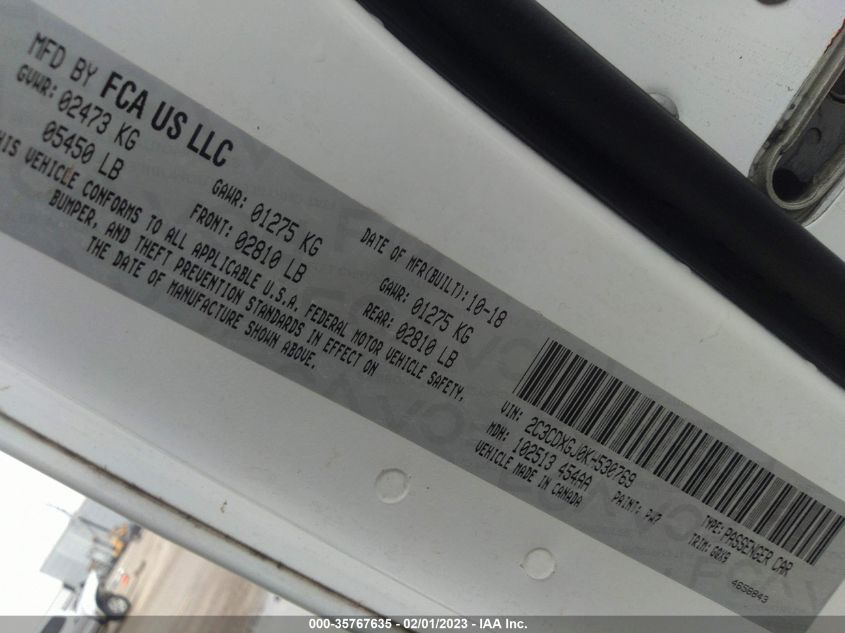 MFD BY FCA US LLC
DATE OF MFR(BUILT):10-18
GVWR: 02473 KG
05450 LB
GAWR: 01275 KG
FRONT: 02810 LB
GAWR: 01275 KG
REAR: 02810 LB
THIS VEHICLE CONFORMS TO ALL APPLICABLE U.S.A. FEDERAL MOTOR VEHICLE SAFETY,
BUMPER, AND THEFT PREVENTION STANDARDS IN EFFECT ON
THE DATE OF MANUFACTURE SHOWN ABOVE.
VIN: 2C3CDXGJ0KH530769
TYPE: PASSENGER CAR
MDH: 102513 454AA
PAINT: PW7
TRIM: GQX9
VEHICLE MADE IN CANADA
4656843
000-35767635 - 02/01/2023 - IAA Inc.